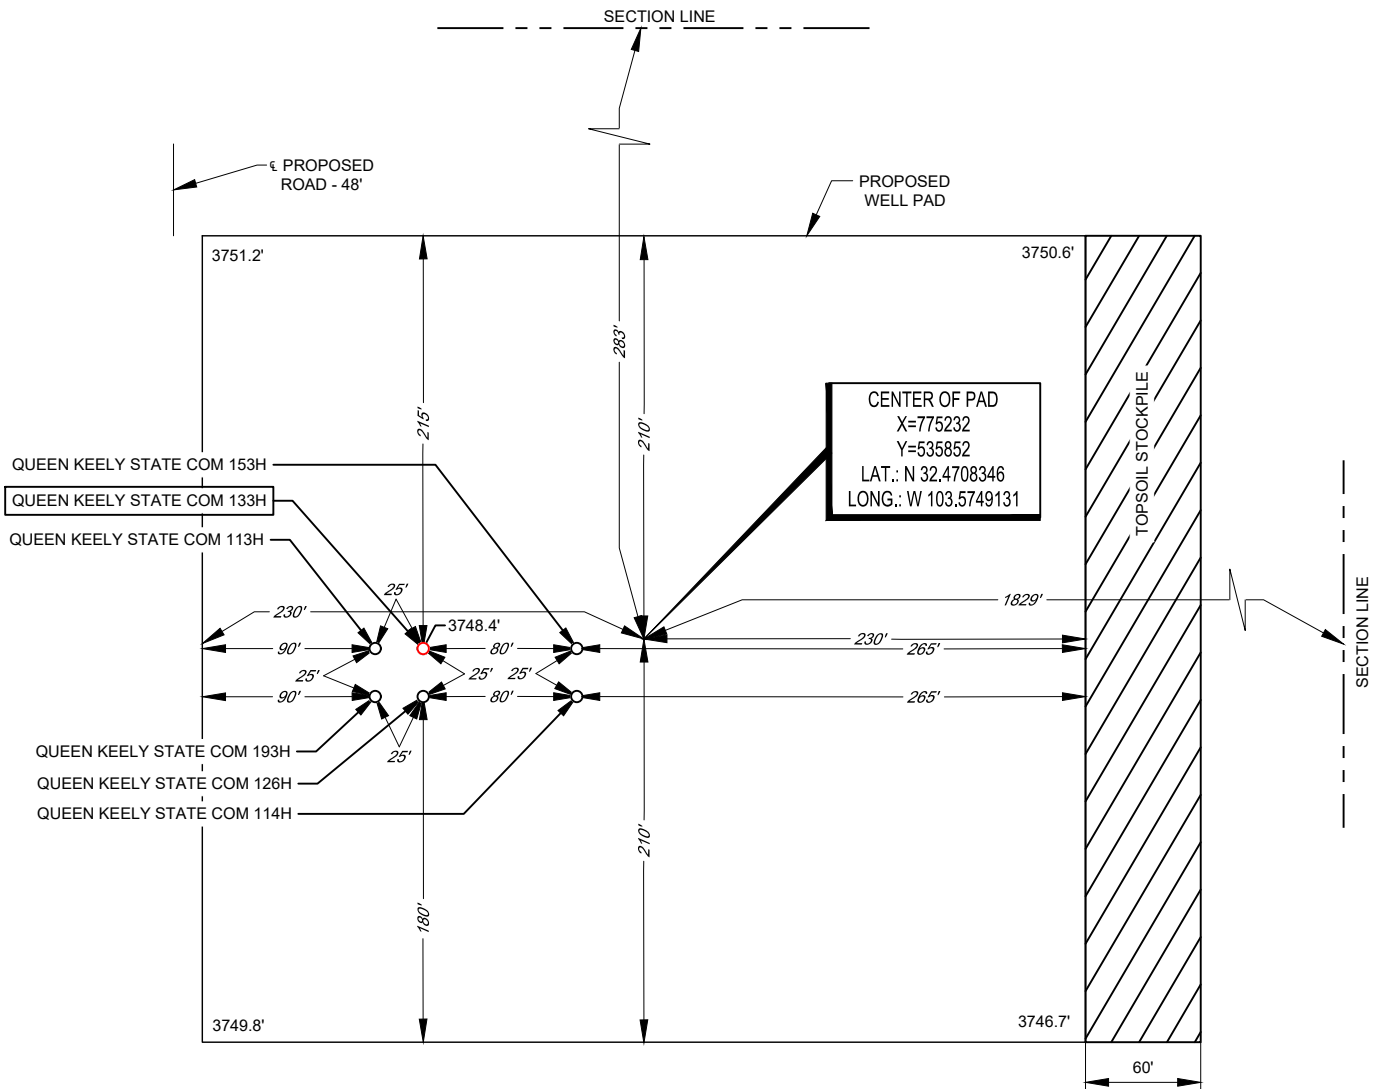 SECTION LINE
℄ PROPOSED
ROAD - 48'
PROPOSED
WELL PAD
3751.2'
3750.6'
283'
215'
210'
CENTER OF PAD
X=775232
Y=535852
LAT.: N 32.4708346
LONG.: W 103.5749131
TOPSOIL STOCKPILE
QUEEN KEELY STATE COM 153H
QUEEN KEELY STATE COM 133H
QUEEN KEELY STATE COM 113H
25'
230'
1829'
SECTION LINE
3748.4'
230'
90'
80'
265'
25'
25'
25'
90'
80'
265'
25'
QUEEN KEELY STATE COM 193H
QUEEN KEELY STATE COM 126H
QUEEN KEELY STATE COM 114H
210'
180'
3749.8'
3746.7'
60'